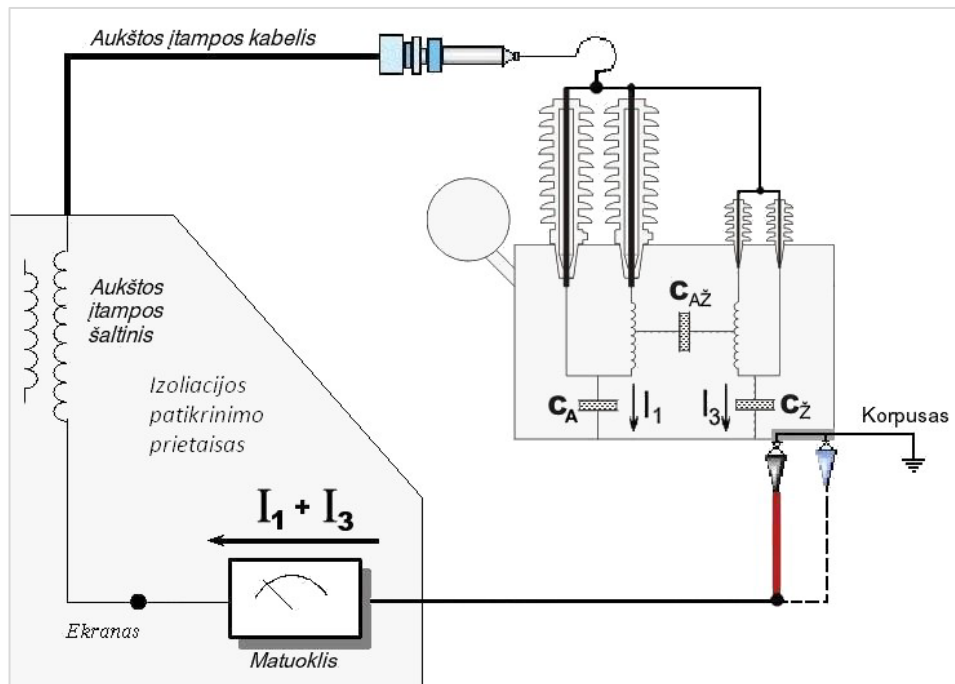 Aukštos įtampos kabelis
Aukštos
įtampos
šaltinis
Izoliacijos
patikrinimo
prietaisas
CAŽ
CA
I1
I3
CŽ
Korpusas
I1 + I3
Ekranas
Matuoklis